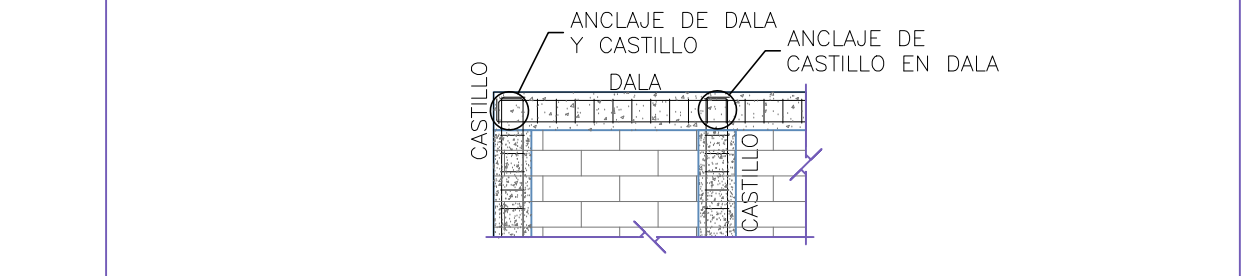 ANCLAJE DE DALA
Y CASTILLO
ANCLAJE DE
CASTILLO EN DALA
DALA
CASTILLO
CASTILLO